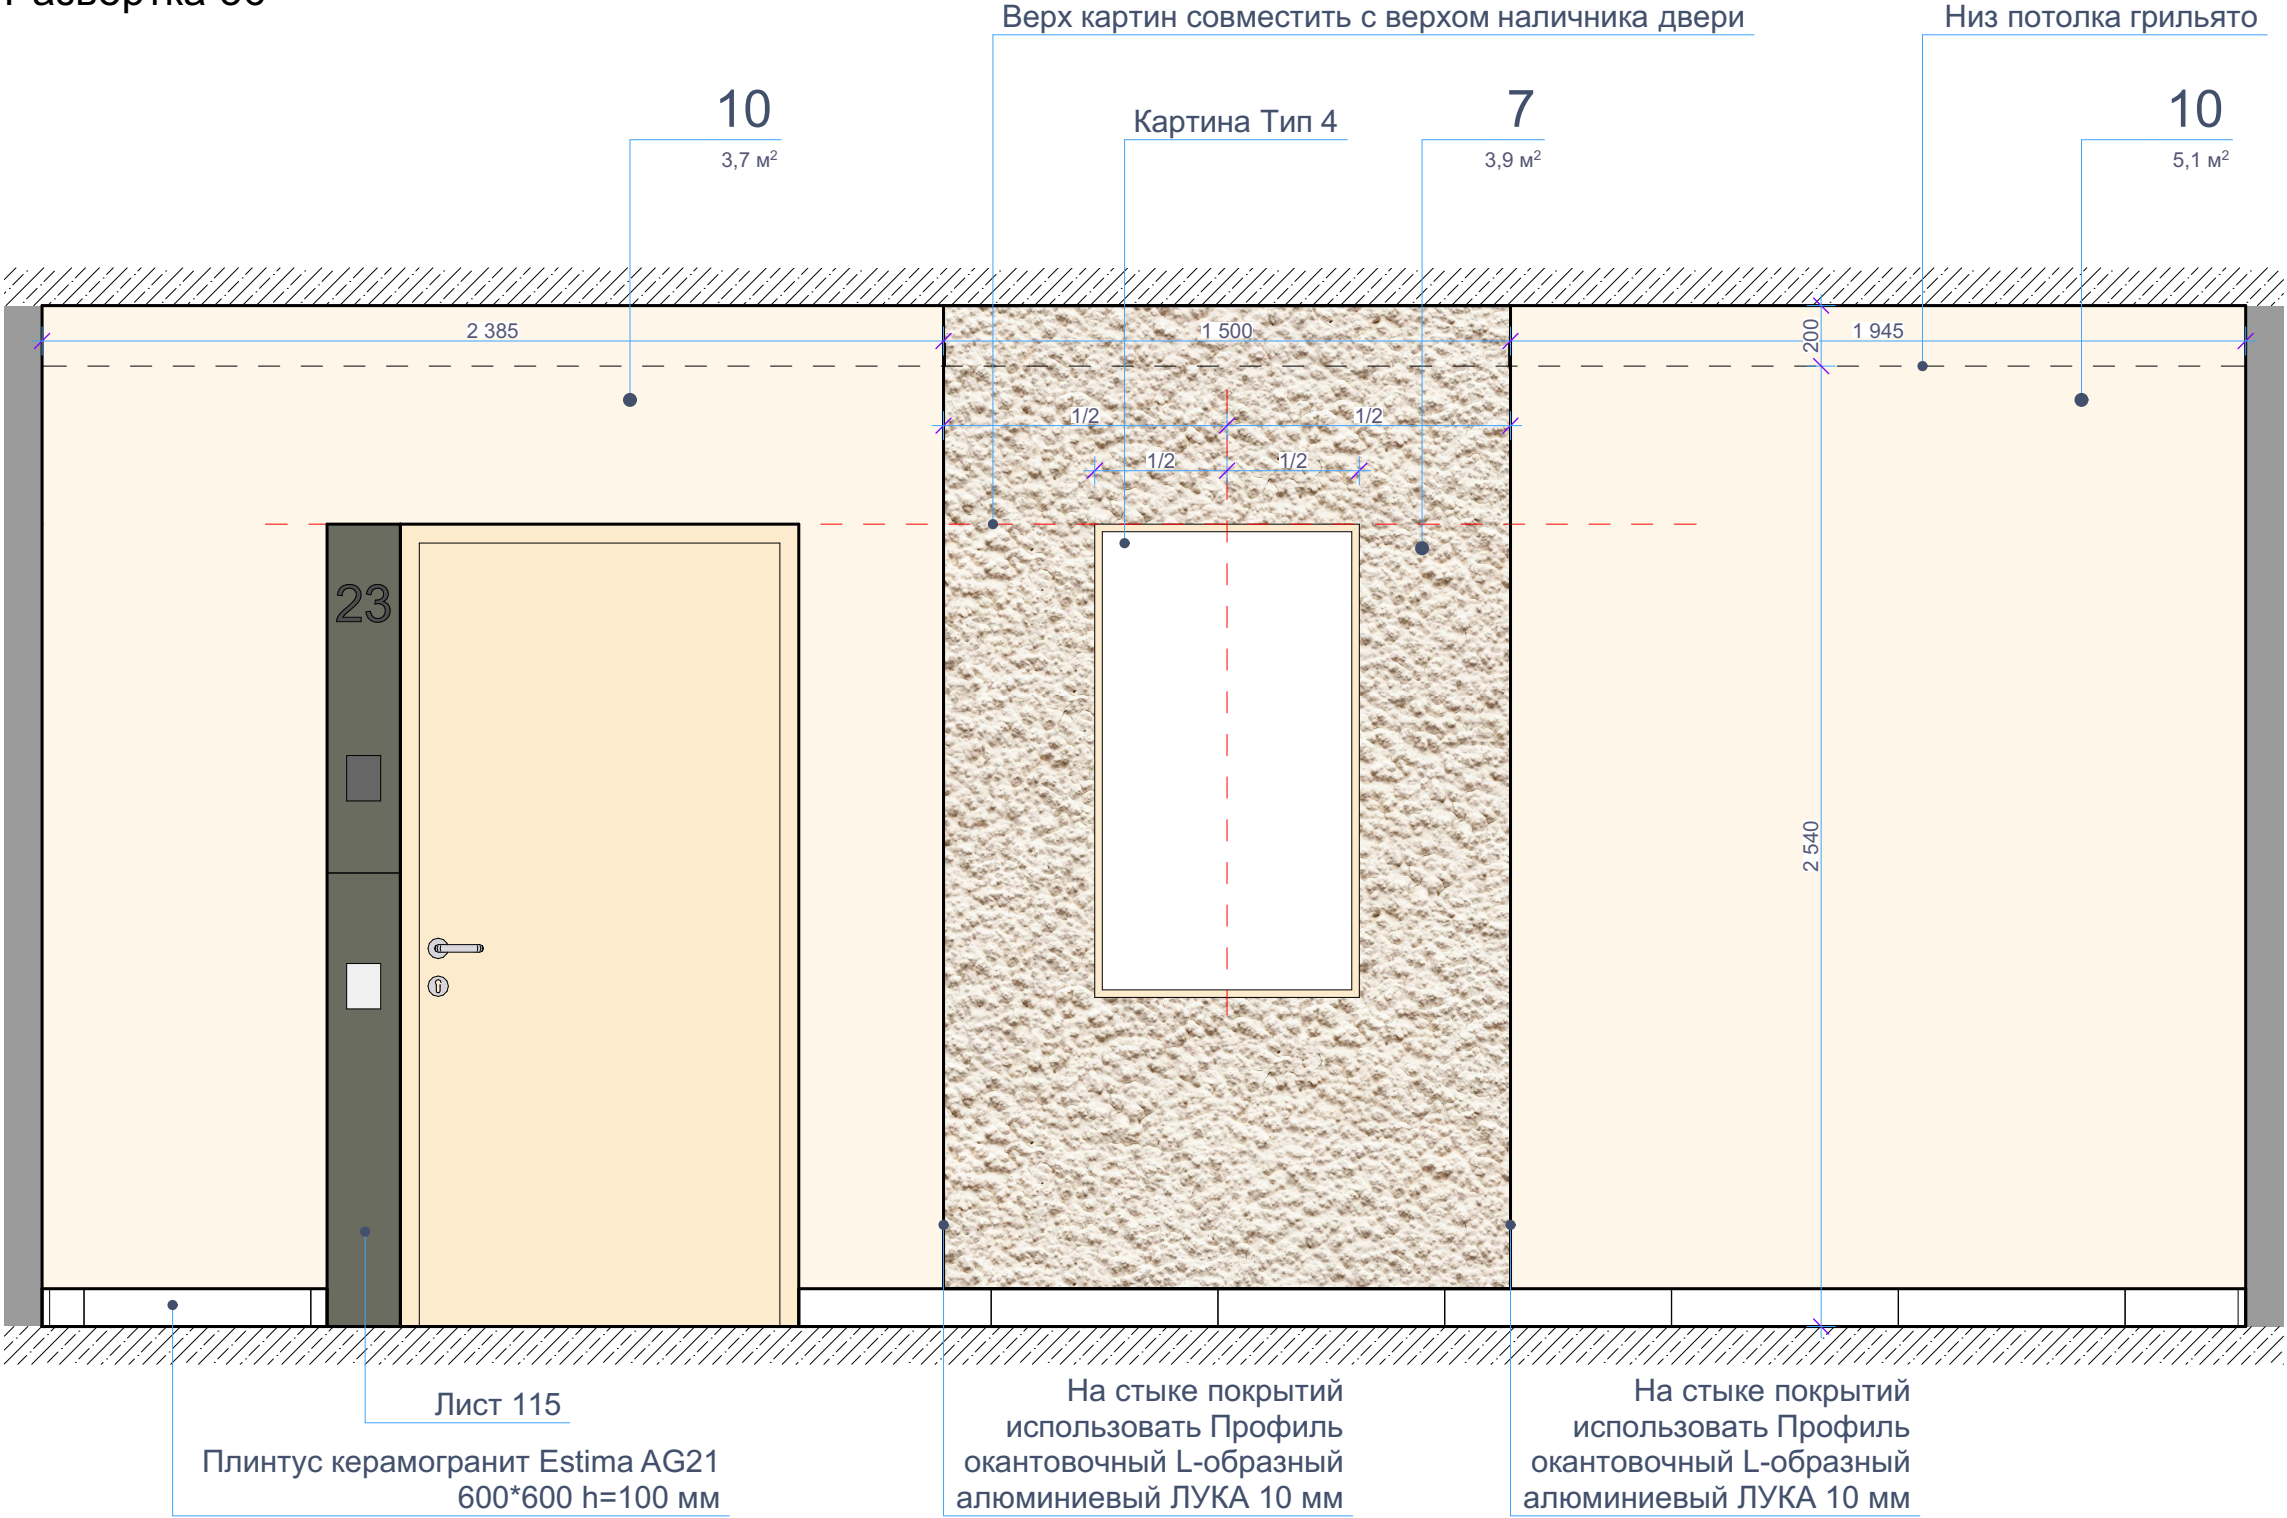 Верх картин совместить с верхом наличника двери
Низ потолка грильято
10
3,7 м²
Картина Тип 4
7
3,9 м²
10
5,1 м²
2 385
1 500
200
1 945
1/2
1/2
1/2
1/2
23
2 540
Лист 115
Плинтус керамогранит Estima AG21
600*600 h=100 мм
На стыке покрытий
использовать Профиль
окантовочный L-образный
алюминиевый ЛУКА 10 мм
На стыке покрытий
использовать Профиль
окантовочный L-образный
алюминиевый ЛУКА 10 мм